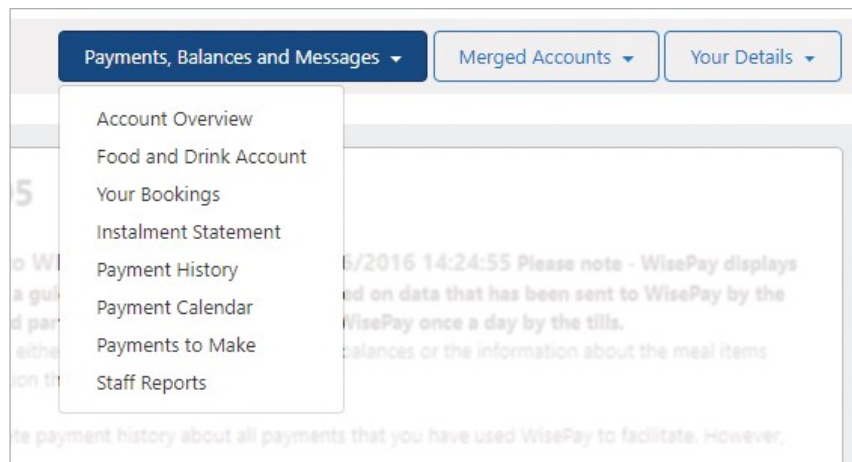 Payments, Balances and Messages
Merged Accounts
Your Details
Account Overview
Food and Drink Account
Your Bookings
Instalment Statement
Payment History
Payment Calendar
Payments to Make
Staff Reports
/2016 14:24:55 Please note - WisePay displays
a ed on data that has been sent to WisePay by the
WisePay once a day by the tills.
balances or the information about the meal items
te payment history about all payments that you have used WisePay to facilitate. However,